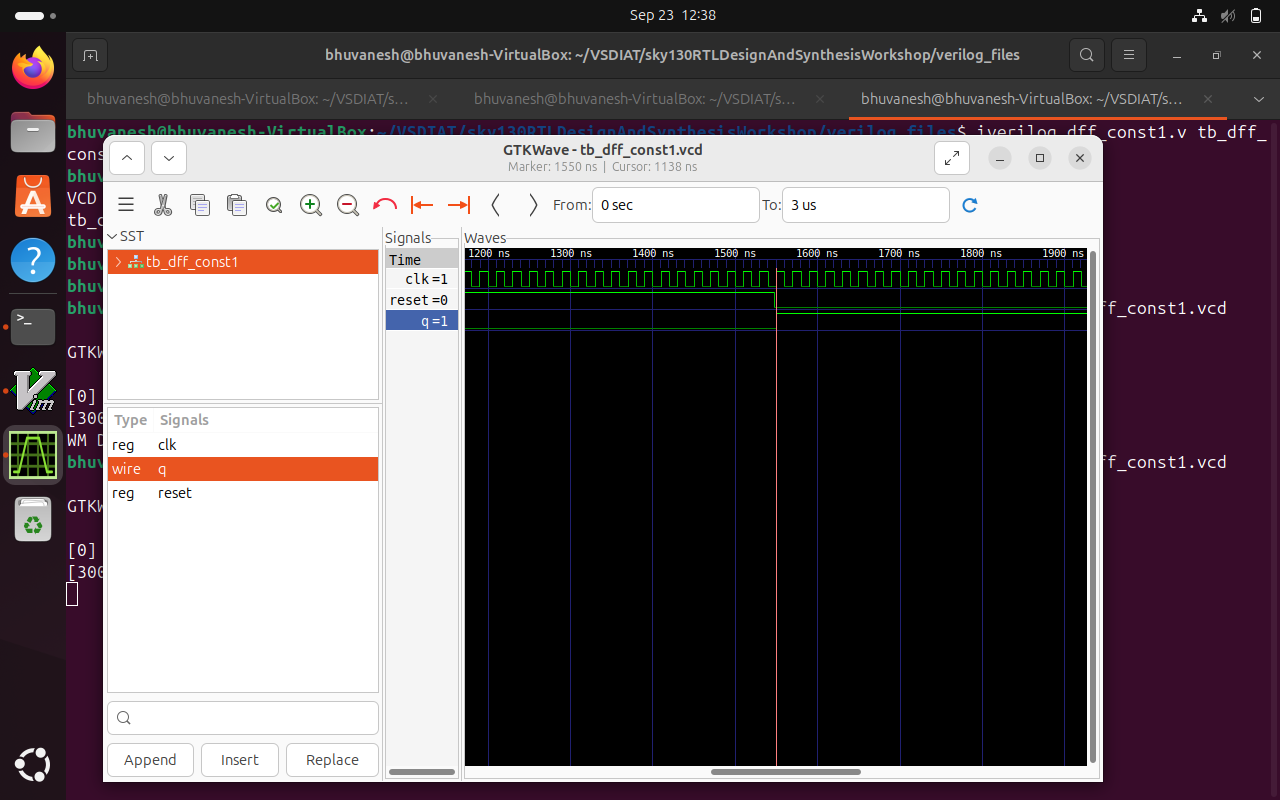 Sep 23 12:38
bhuvanesh@bhuvanesh-VirtualBox: ~/VSDIAT/sky130RTLDesignAndSynthesisWorkshop/verilog_files
bhuvanesh@bhuvanesh-VirtualBox: ~/VSDIAT/s...
bhuvanesh@bhuvanesh-VirtualBox: ~/VSDIAT/s...
bhuvanesh@bhuvanesh-VirtualBox: ~/VSDIAT/s...
bhuvanesh@bhuvanesh-VirtualBox:~/VSDIAT/sky130RTLDesignAndSynthesisWorkshop/verilog_files$ iverilog dff_const1.v tb_dff_
cons
bhuv
VCD
tb_d
bhuv
bhuv
bhuv
bhuv ff_const1.vcd
GTKW
[0]
[300
WM D
bhuv ff_const1.vcd
GTKW
[0]
[300
GTKWave - tb_dff_const1.vcd
Marker: 1550 ns | Cursor: 1138 ns
From: 0 sec To: 3 us
SST
tb_dff_const1
Type Signals
reg clk
wire q
reg reset
Append Insert Replace
Signals
Time
clk=1
reset=0
q=1
Waves
1200 ns 1300 ns 1400 ns 1500 ns 1600 ns 1700 ns 1800 ns 1900 ns